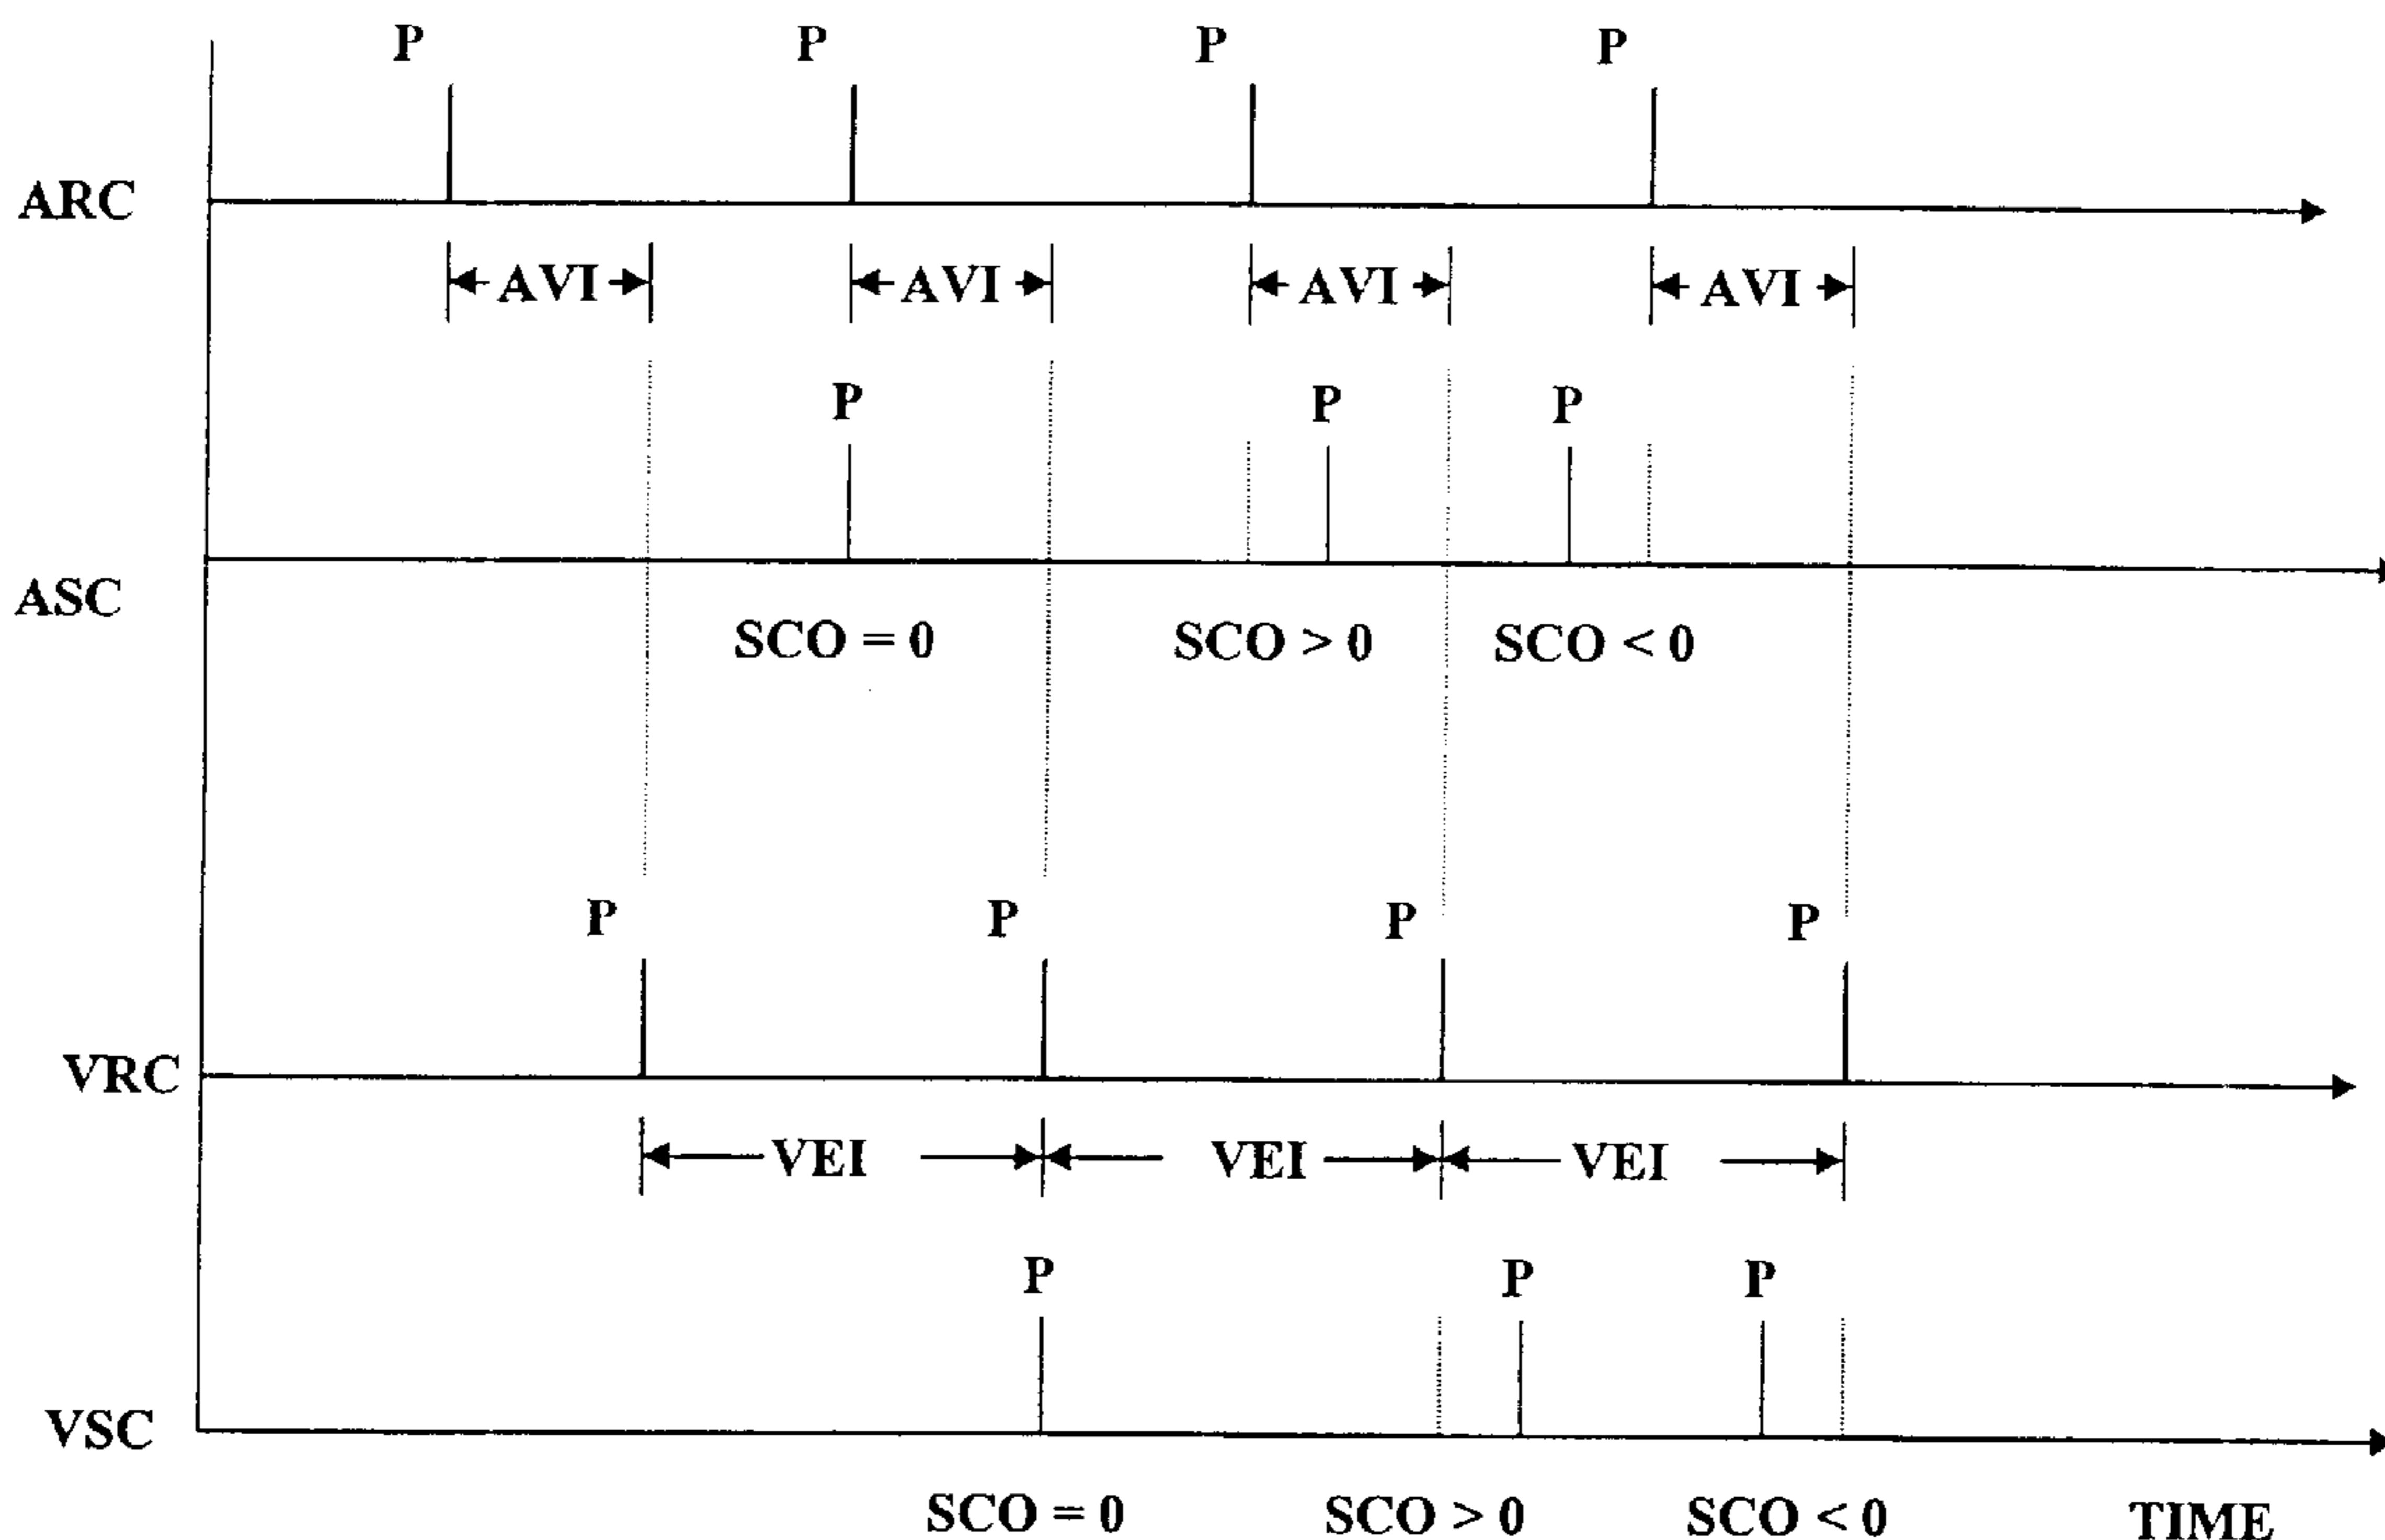 P P P P
ARC
AVI AVI AVI AVI
P P P
ASC
SCO = 0 SCO > 0 SCO < 0
P P P P
VRC
VEI VEI VEI
P P P
VSC
SCO = 0 SCO > 0 SCO < 0 TIME